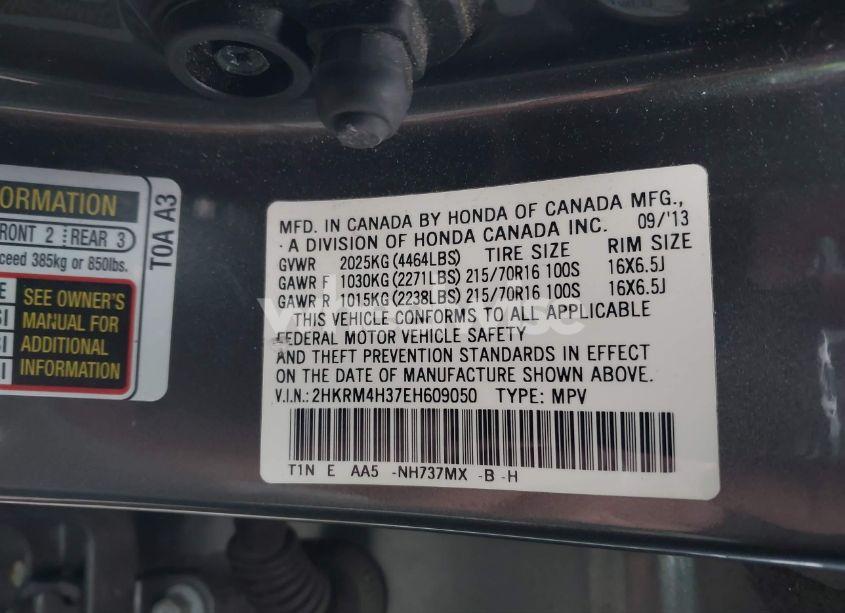 ORMATION
FRONT 2 REAR 3
ceed 385kg or 850lbs.
SEE OWNER'S
MANUAL FOR
ADDITIONAL
INFORMATION
T0A A3
MFD. IN CANADA BY HONDA OF CANADA MFG.,
A DIVISION OF HONDA CANADA INC. 09/'13
GVWR 2025KG (4464LBS) TIRE SIZE RIM SIZE
GAWR F 1030KG (2271LBS) 215/70R16 100S 16X6.5J
GAWR R 1015KG (2238LBS) 215/70R16 100S 16X6.5J
THIS VEHICLE CONFORMS TO ALL APPLICABLE
FEDERAL MOTOR VEHICLE SAFETY
AND THEFT PREVENTION STANDARDS IN EFFECT
ON THE DATE OF MANUFACTURE SHOWN ABOVE.
V.I.N.: 2HKRM4H37EH609050 TYPE: MPV
T1N E AA5 -NH737MX -B -H